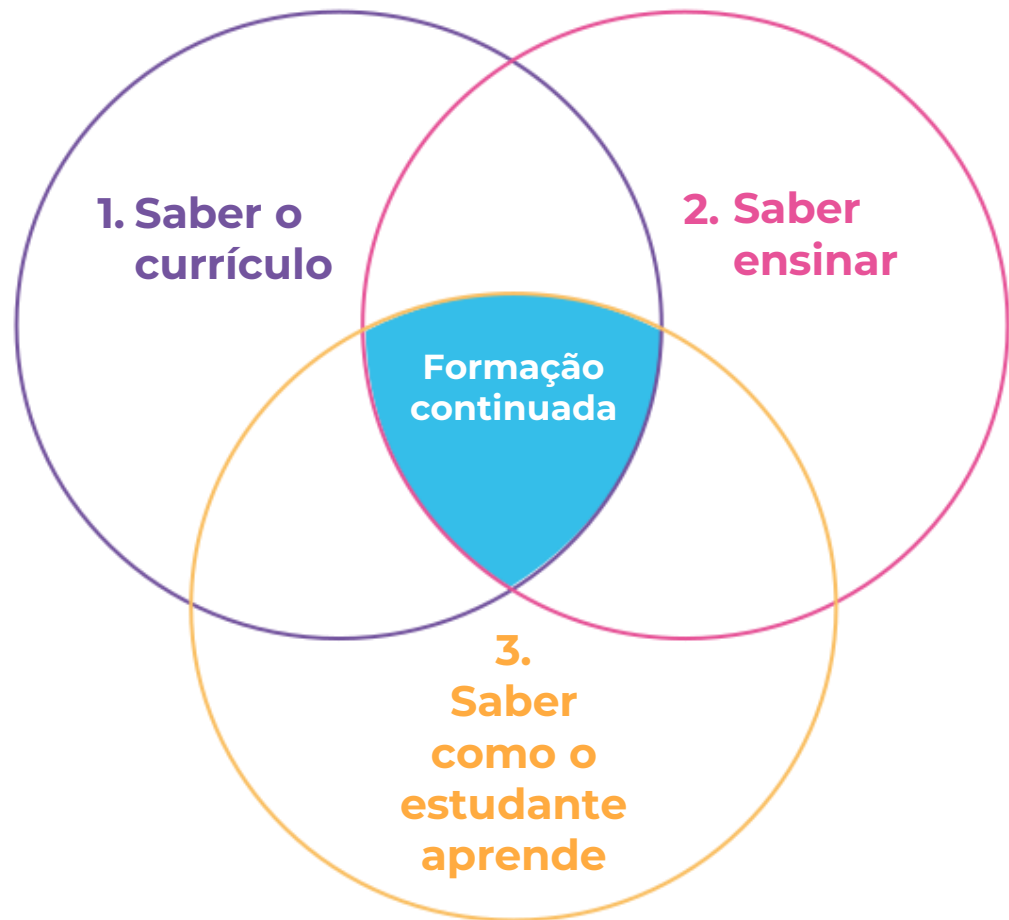 1. Saber o
currículo
2. Saber
ensinar
Formação
continuada
3.
Saber
como o
estudante
aprende